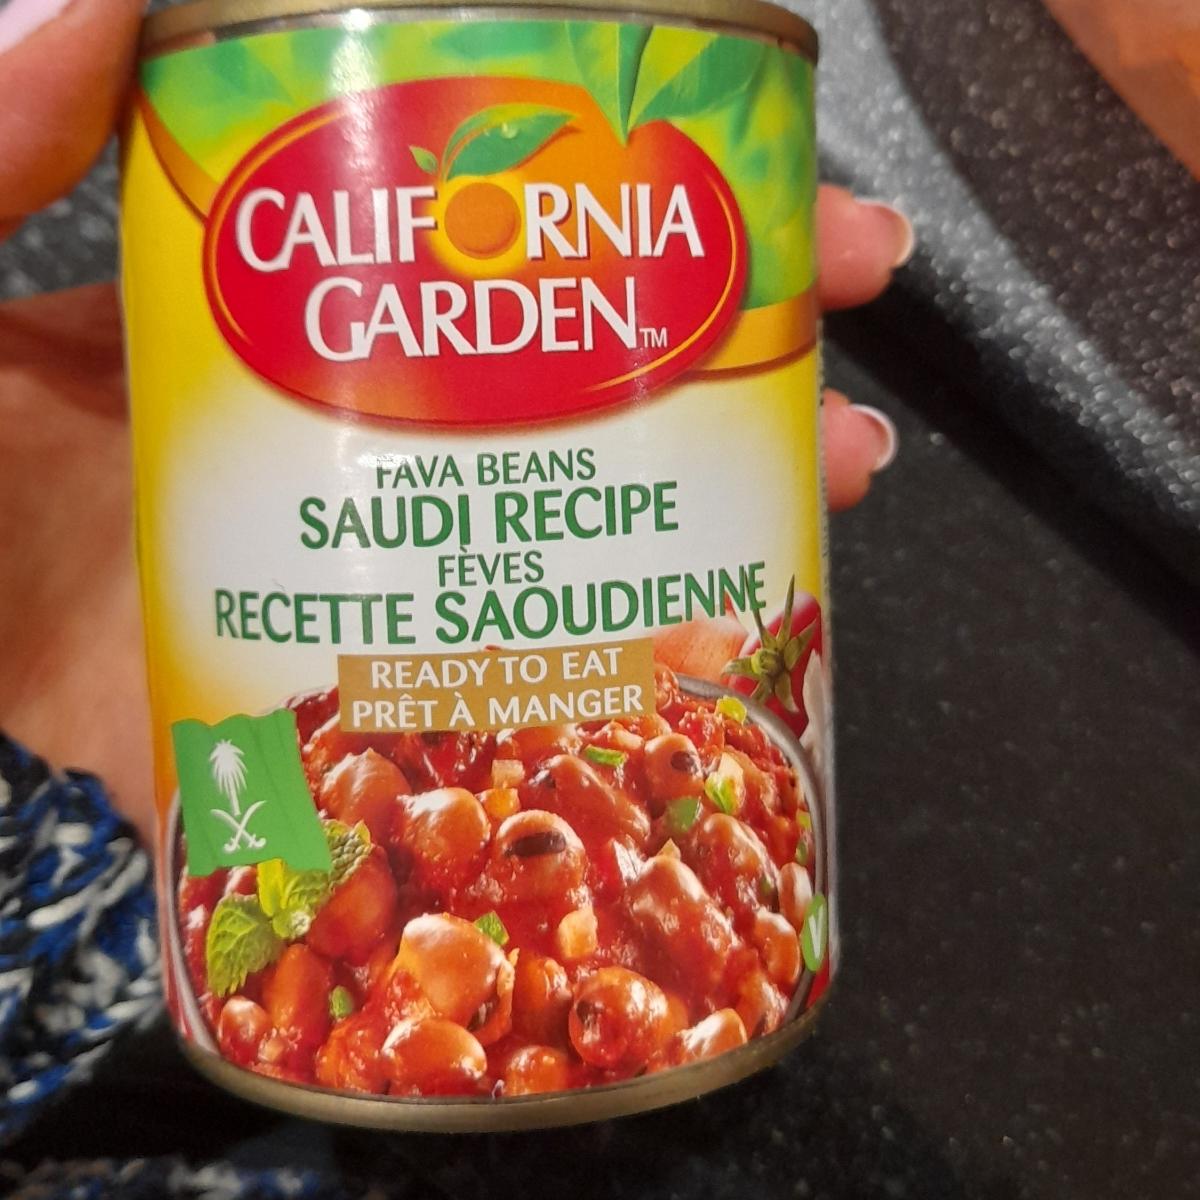 CALIFORNIA
GARDEN™
FAVA BEANS
SAUDI RECIPE
FÈVES
RECETTE SAOUDIENNE
READY TO EAT
PRÊT À MANGER
V